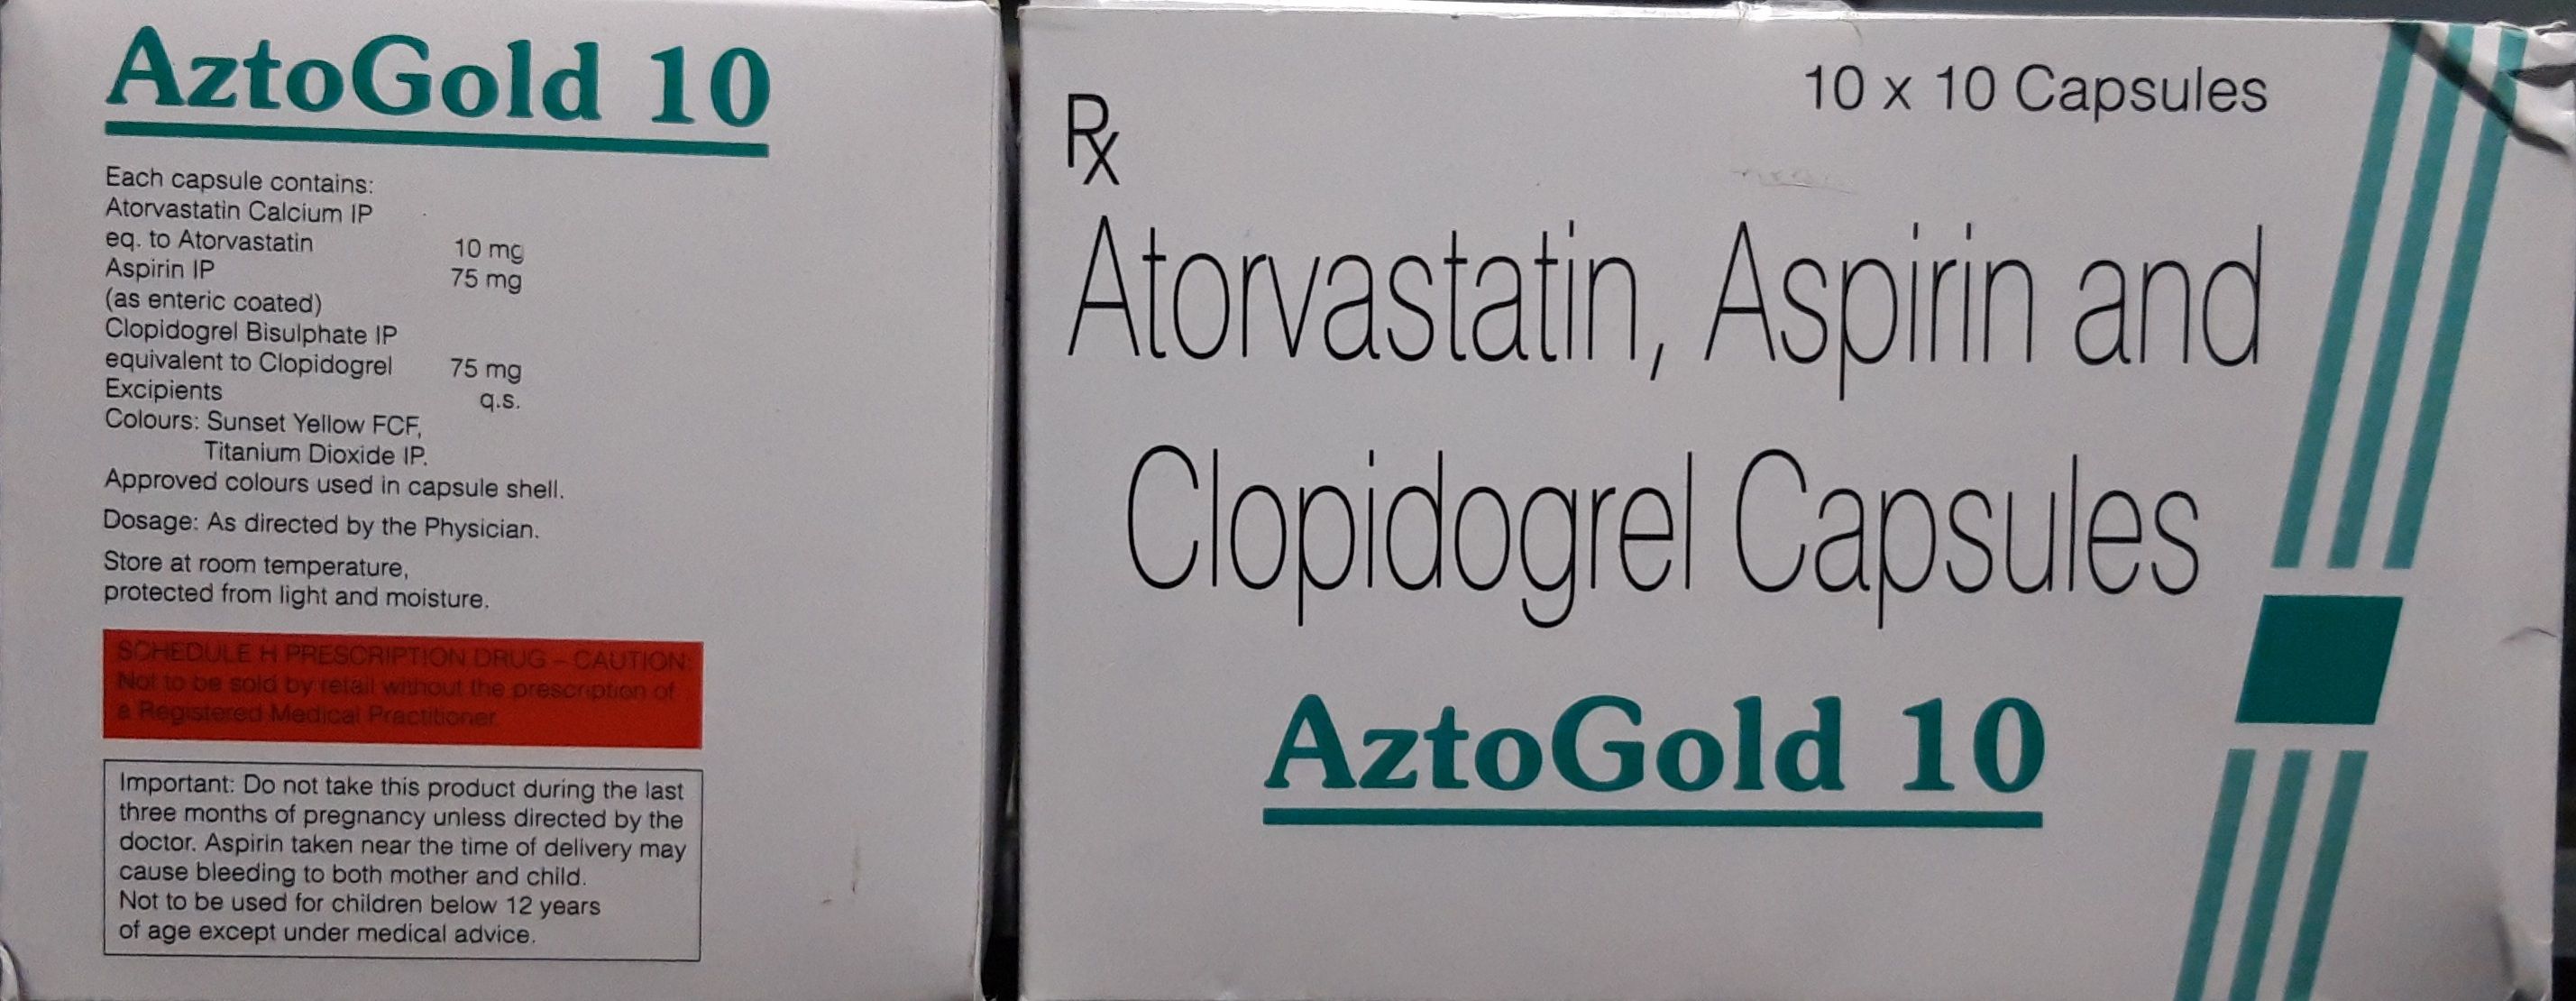 AztoGold 10
Each capsule contains:
Atorvastatin Calcium IP
eq. to Atorvastatin 10 mg
Aspirin IP 75 mg
(as enteric coated)
Clopidogrel Bisulphate IP
equivalent to Clopidogrel 75 mg
Excipients q.s.
Colours: Sunset Yellow FCF,
Titanium Dioxide IP.
Approved colours used in capsule shell.
Dosage: As directed by the Physician.
Store at room temperature,
protected from light and moisture.
SCHEDULE H PRESCRIPTION DRUG – CAUTION:
Not to be sold by retail without the prescription of
a Registered Medical Practitioner.
Important: Do not take this product during the last
three months of pregnancy unless directed by the
doctor. Aspirin taken near the time of delivery may
cause bleeding to both mother and child.
Not to be used for children below 12 years
of age except under medical advice.
10 x 10 Capsules
Rx
Atorvastatin, Aspirin and
Clopidogrel Capsules
AztoGold 10